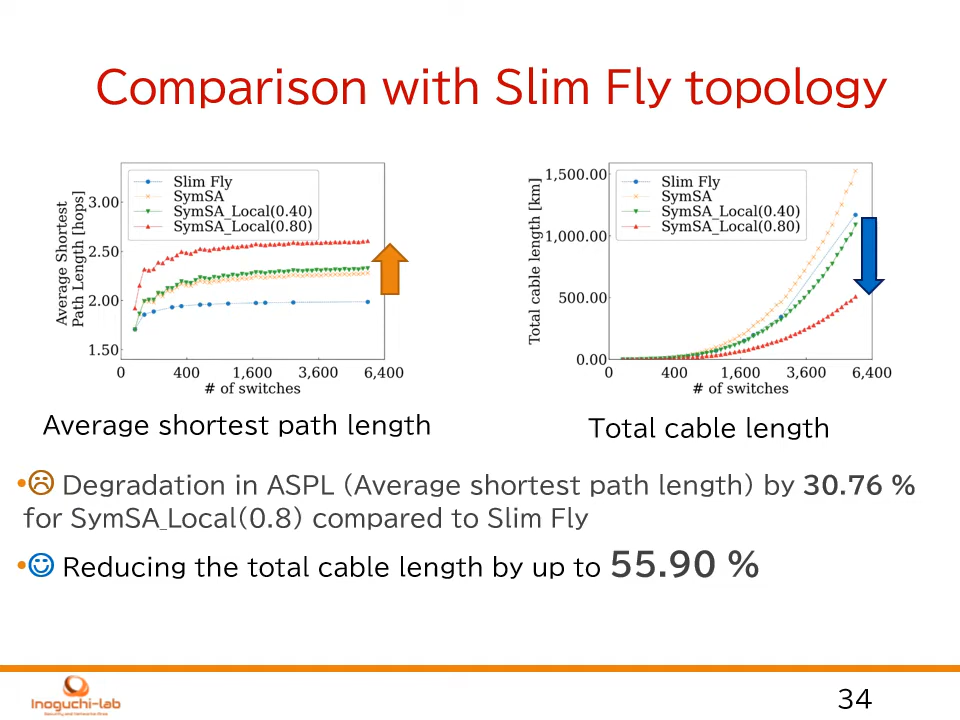 Comparison with Slim Fly topology
Average Shortest
Path Length [hops]
3.00
2.50
2.00
1.50
Slim Fly
SymSA
SymSA_Local(0.40)
SymSA_Local(0.80)
0
400
1,600
3,600
6,400
# of switches
Average shortest path length
Total cable length [km]
1,500.00
1,000.00
500.00
0.00
Slim Fly
SymSA
SymSA_Local(0.40)
SymSA_Local(0.80)
0
400
1,600
3,600
6,400
# of switches
Total cable length
•☹ Degradation in ASPL (Average shortest path length) by 30.76 %
for SymSA_Local(0.8) compared to Slim Fly
•☺ Reducing the total cable length by up to 55.90 %
Inoguchi-lab
Security and Networks Area
34